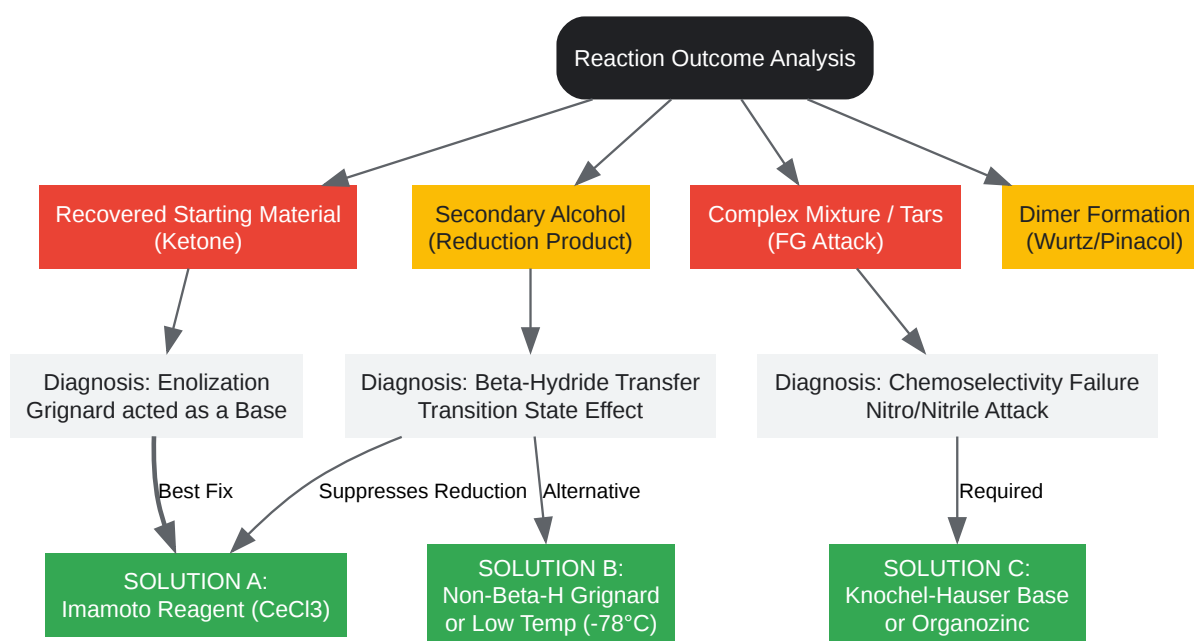 Reaction Outcome Analysis
Recovered Starting Material
(Ketone)
Secondary Alcohol
(Reduction Product)
Complex Mixture / Tars
(FG Attack)
Dimer Formation
(Wurtz/Pinacol)
Diagnosis: Enolization
Grignard acted as a Base
Diagnosis: Beta-Hydride Transfer
Transition State Effect
Diagnosis: Chemoselectivity Failure
Nitro/Nitrile Attack
Best Fix
Suppresses Reduction
Alternative
Required
SOLUTION A:
Imamoto Reagent (CeCl3)
SOLUTION B:
Non-Beta-H Grignard
or Low Temp (-78°C)
SOLUTION C:
Knochel-Hauser Base
or Organozinc